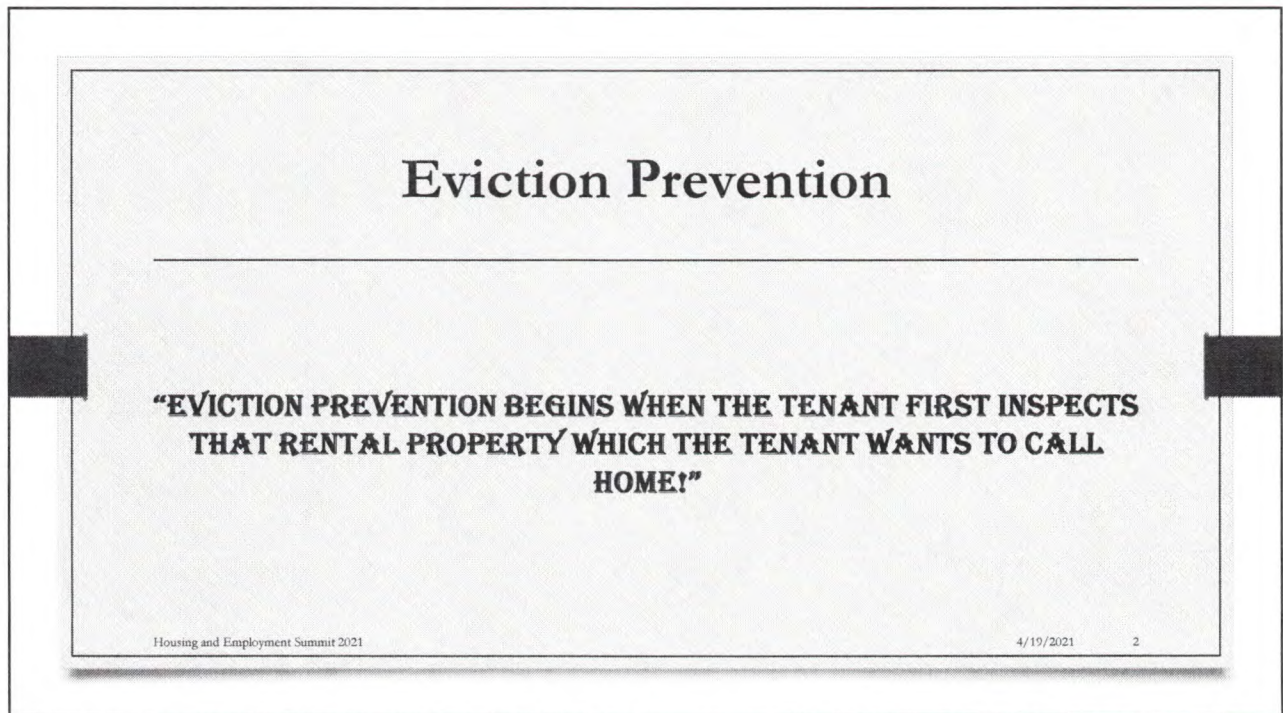 Eviction Prevention
“EVICTION PREVENTION BEGINS WHEN THE TENANT FIRST INSPECTS
THAT RENTAL PROPERTY WHICH THE TENANT WANTS TO CALL
HOME!”
Housing and Employment Summit 2021 4/19/2021 2